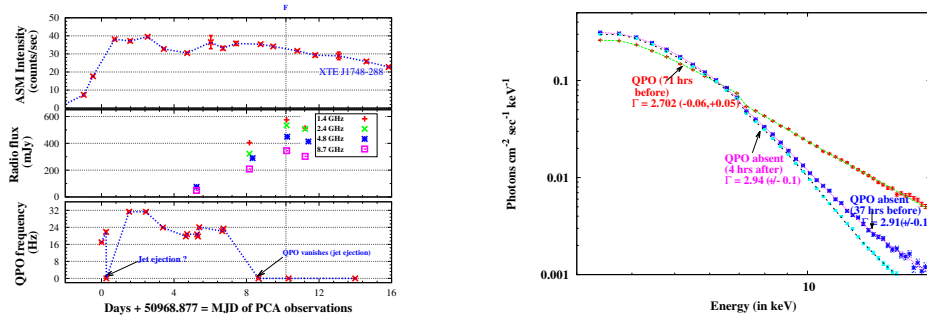 F
ASM Intensity
(counts/sec)
50
40
30
20
10
0
XTE J1748-288
Radio flux
(mJy)
600
400
200
0
1.4 GHz
2.4 GHz
4.8 GHz
8.7 GHz
QPO frequency
(Hz)
32
24
16
8
0
Jet ejection ?
QPO vanishes (jet ejection)
0
4
8
12
16
Days + 50968.877 = MJD of PCA observations
Photons cm-2 sec-1 keV-1
0.1
0.01
0.001
QPO (71 hrs
before)
Γ = 2.702 (-0.06,+0.05)
QPO absent
(4 hrs after)
Γ = 2.94 (+/- 0.1)
QPO absent
(37 hrs before)
Γ = 2.91(+/-0.1
10
Energy (in keV)